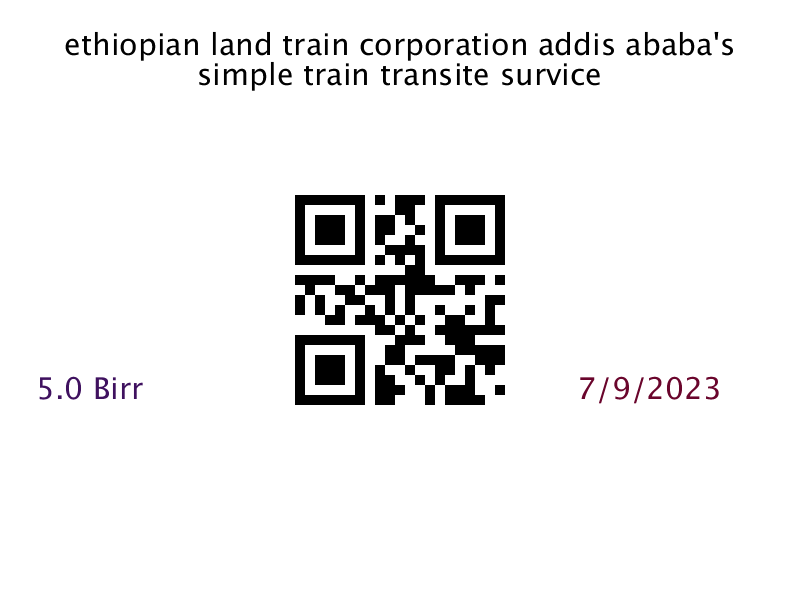 ethiopian land train corporation addis ababa's
simple train transite survice
5.0 Birr
7/9/2023